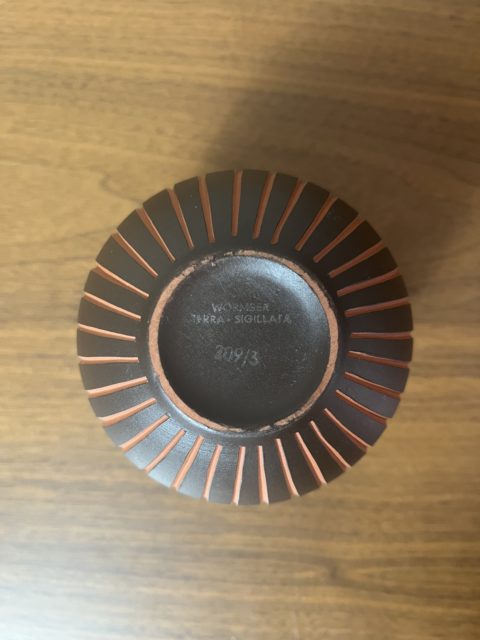 WORMSER
TERRA - SIGILLATA
209/3